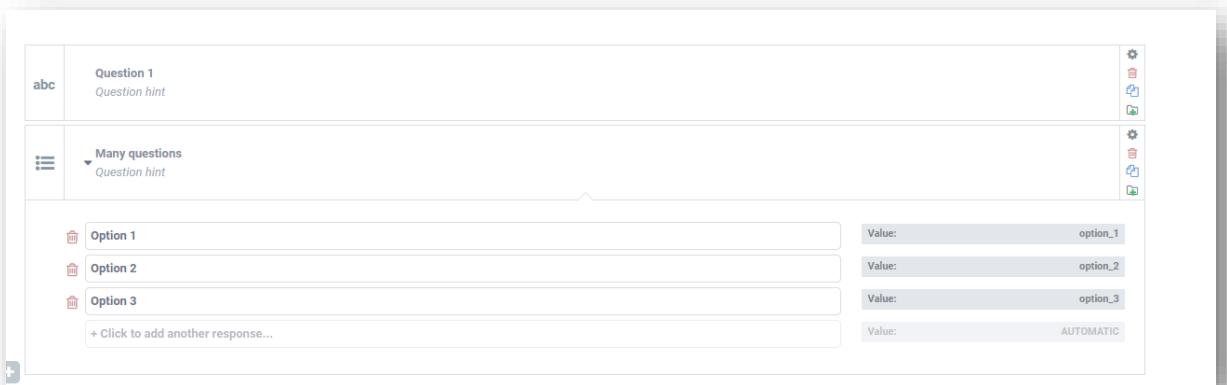 abc
Question 1
Question hint
Many questions
Question hint
Option 1
Value: option_1
Option 2
Value: option_2
Option 3
Value: option_3
+ Click to add another response...
Value: AUTOMATIC